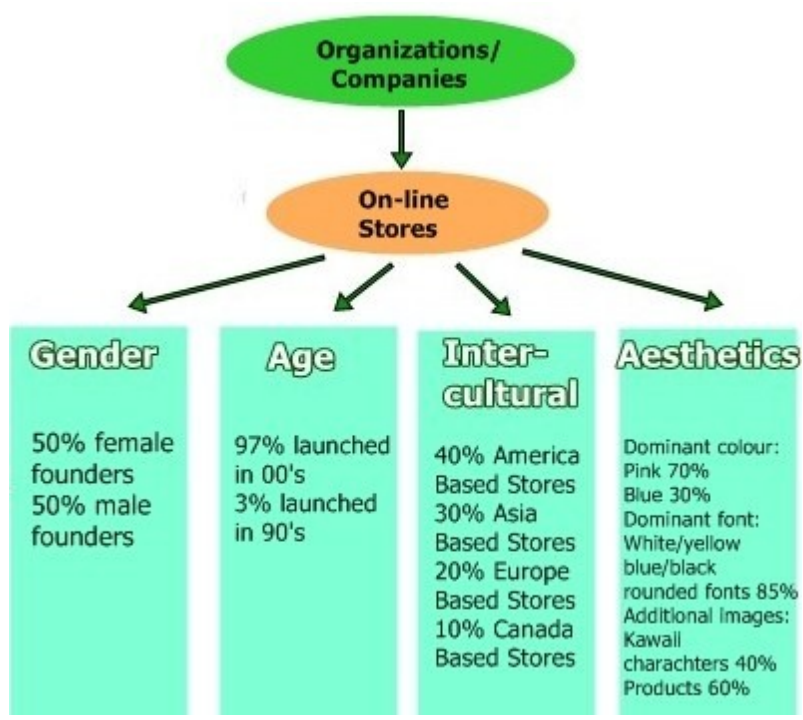 Organizations/
Companies
On-line
Stores
Gender
50% female
founders
50% male
founders
Age
97% launched
in 00's
3% launched
in 90's
Inter-
cultural
40% America
Based Stores
30% Asia
Based Stores
20% Europe
Based Stores
10% Canada
Based Stores
Aesthetics
Dominant colour:
Pink 70%
Blue 30%
Dominant font:
White/yellow
blue/black
rounded fonts 85%
Additional images:
Kawaii
charachters 40%
Products 60%